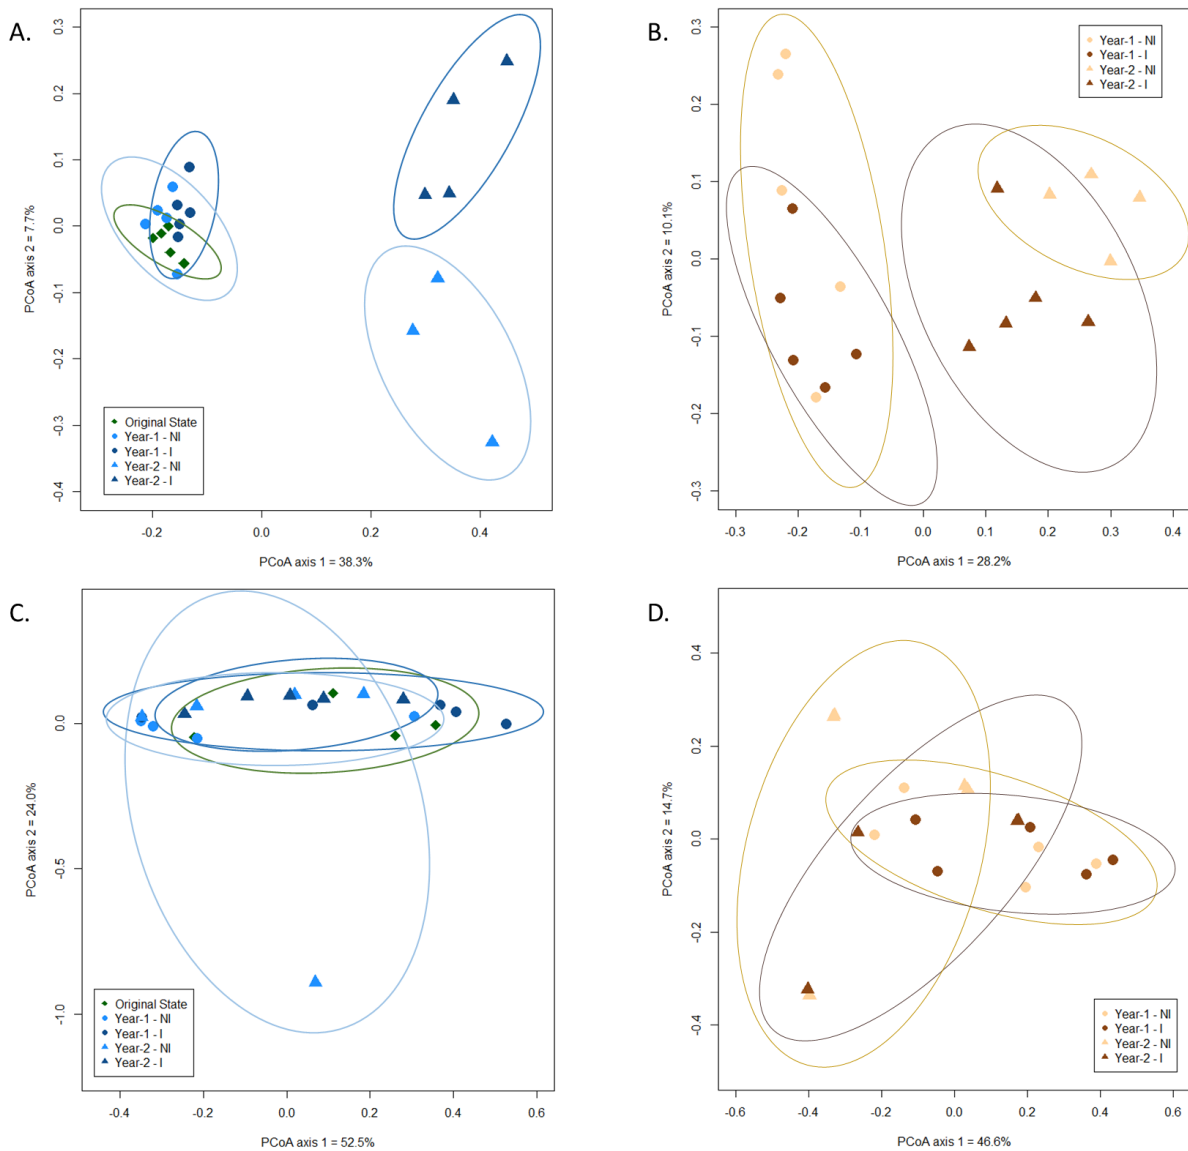 A.
0.3
0.2
0.1
0.0
-0.1
-0.2
-0.3
-0.4
PCoA axis 2 = 7.7%
Original State
Year-1 - NI
Year-1 - I
Year-2 - NI
Year-2 - I
-0.2
0.0
0.2
0.4
PCoA axis 1 = 38.3%
B.
0.3
0.2
0.1
0.0
-0.1
-0.2
-0.3
PCoA axis 2 = 10.1%
Year-1 - NI
Year-1 - I
Year-2 - NI
Year-2 - I
-0.3
-0.2
-0.1
0.0
0.1
0.2
0.3
0.4
PCoA axis 1 = 28.2%
C.
0.0
-0.5
-1.0
PCoA axis 2 = 24.0%
Original State
Year-1 - NI
Year-1 - I
Year-2 - NI
Year-2 - I
-0.4
-0.2
0.0
0.2
0.4
0.6
PCoA axis 1 = 52.5%
D.
0.4
0.2
0.0
-0.2
-0.4
PCoA axis 2 = 14.7%
Year-1 - NI
Year-1 - I
Year-2 - NI
Year-2 - I
-0.6
-0.4
-0.2
0.0
0.2
0.4
0.6
PCoA axis 1 = 46.6%